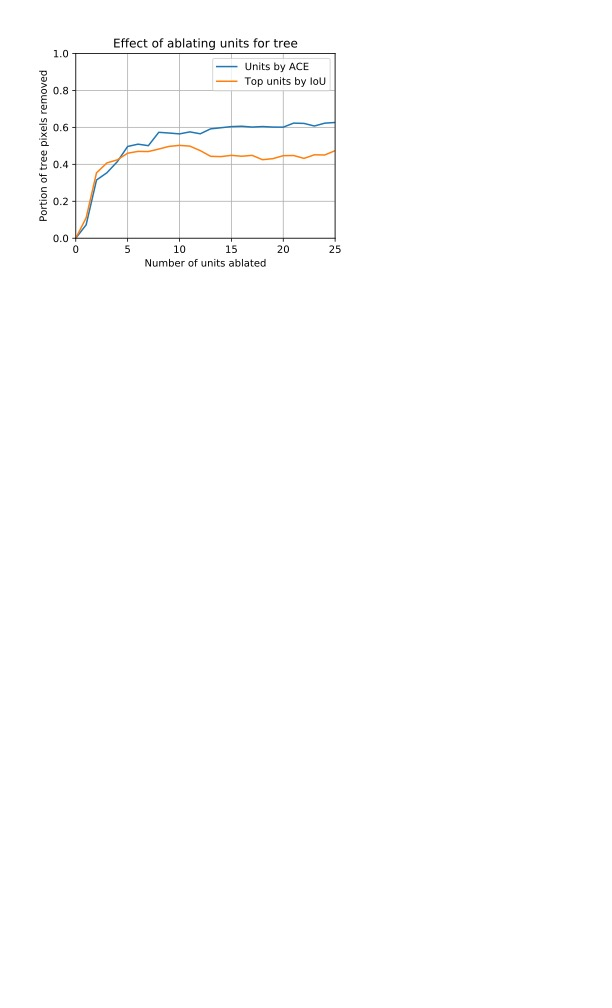 Effect of ablating units for tree
1.0
0.8
0.6
0.4
0.2
0.0
Portion of tree pixels removed
Units by ACE
Top units by IoU
0 5 10 15 20 25
Number of units ablated